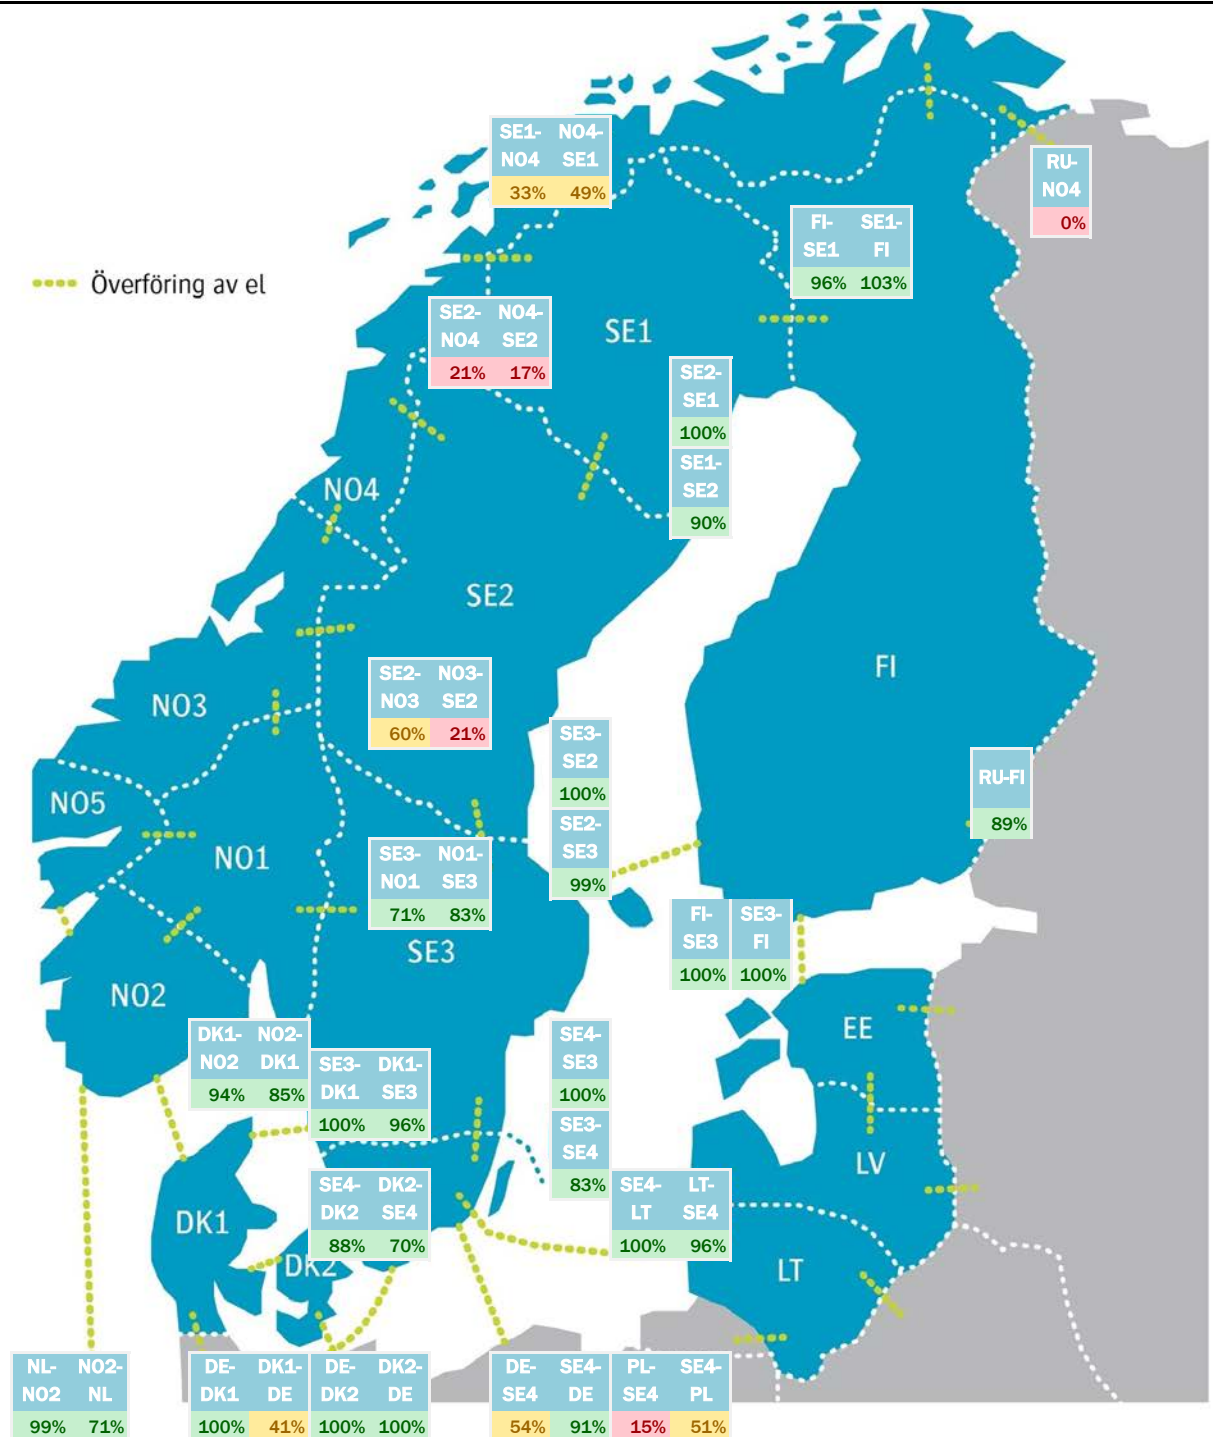 SE1- NO4-
NO4 SE1
33% 49%
RU-
NO4
0%
FI- SE1-
SE1 FI
96% 103%
Överföring av el
SE2- NO4-
NO4 SE2
21% 17%
SE1
SE2-
SE1
100%
SE1-
SE2
90%
NO4
SE2
FI
SE2- NO3-
NO3 SE2
60% 21%
NO3
SE3-
SE2
100%
SE2-
SE3
99%
RU-FI
89%
NO5
NO1
SE3- NO1-
NO1 SE3
71% 83%
SE3
FI- SE3-
SE3 FI
100% 100%
NO2
DK1- NO2-
NO2 DK1
94% 85%
SE3- DK1-
DK1 SE3
100% 96%
SE4-
SE3
100%
SE3-
SE4
83%
EE
LV
SE4- DK2-
DK2 SE4
88% 70%
SE4- LT-
LT SE4
100% 96%
DK1
DK2
LT
NL- NO2-
NO2 NL
99% 71%
DE- DK1-
DK1 DE
100% 41%
DE- DK2-
DK2 DE
100% 100%
DE- SE4-
SE4 DE
54% 91%
PL- SE4-
SE4 PL
15% 51%